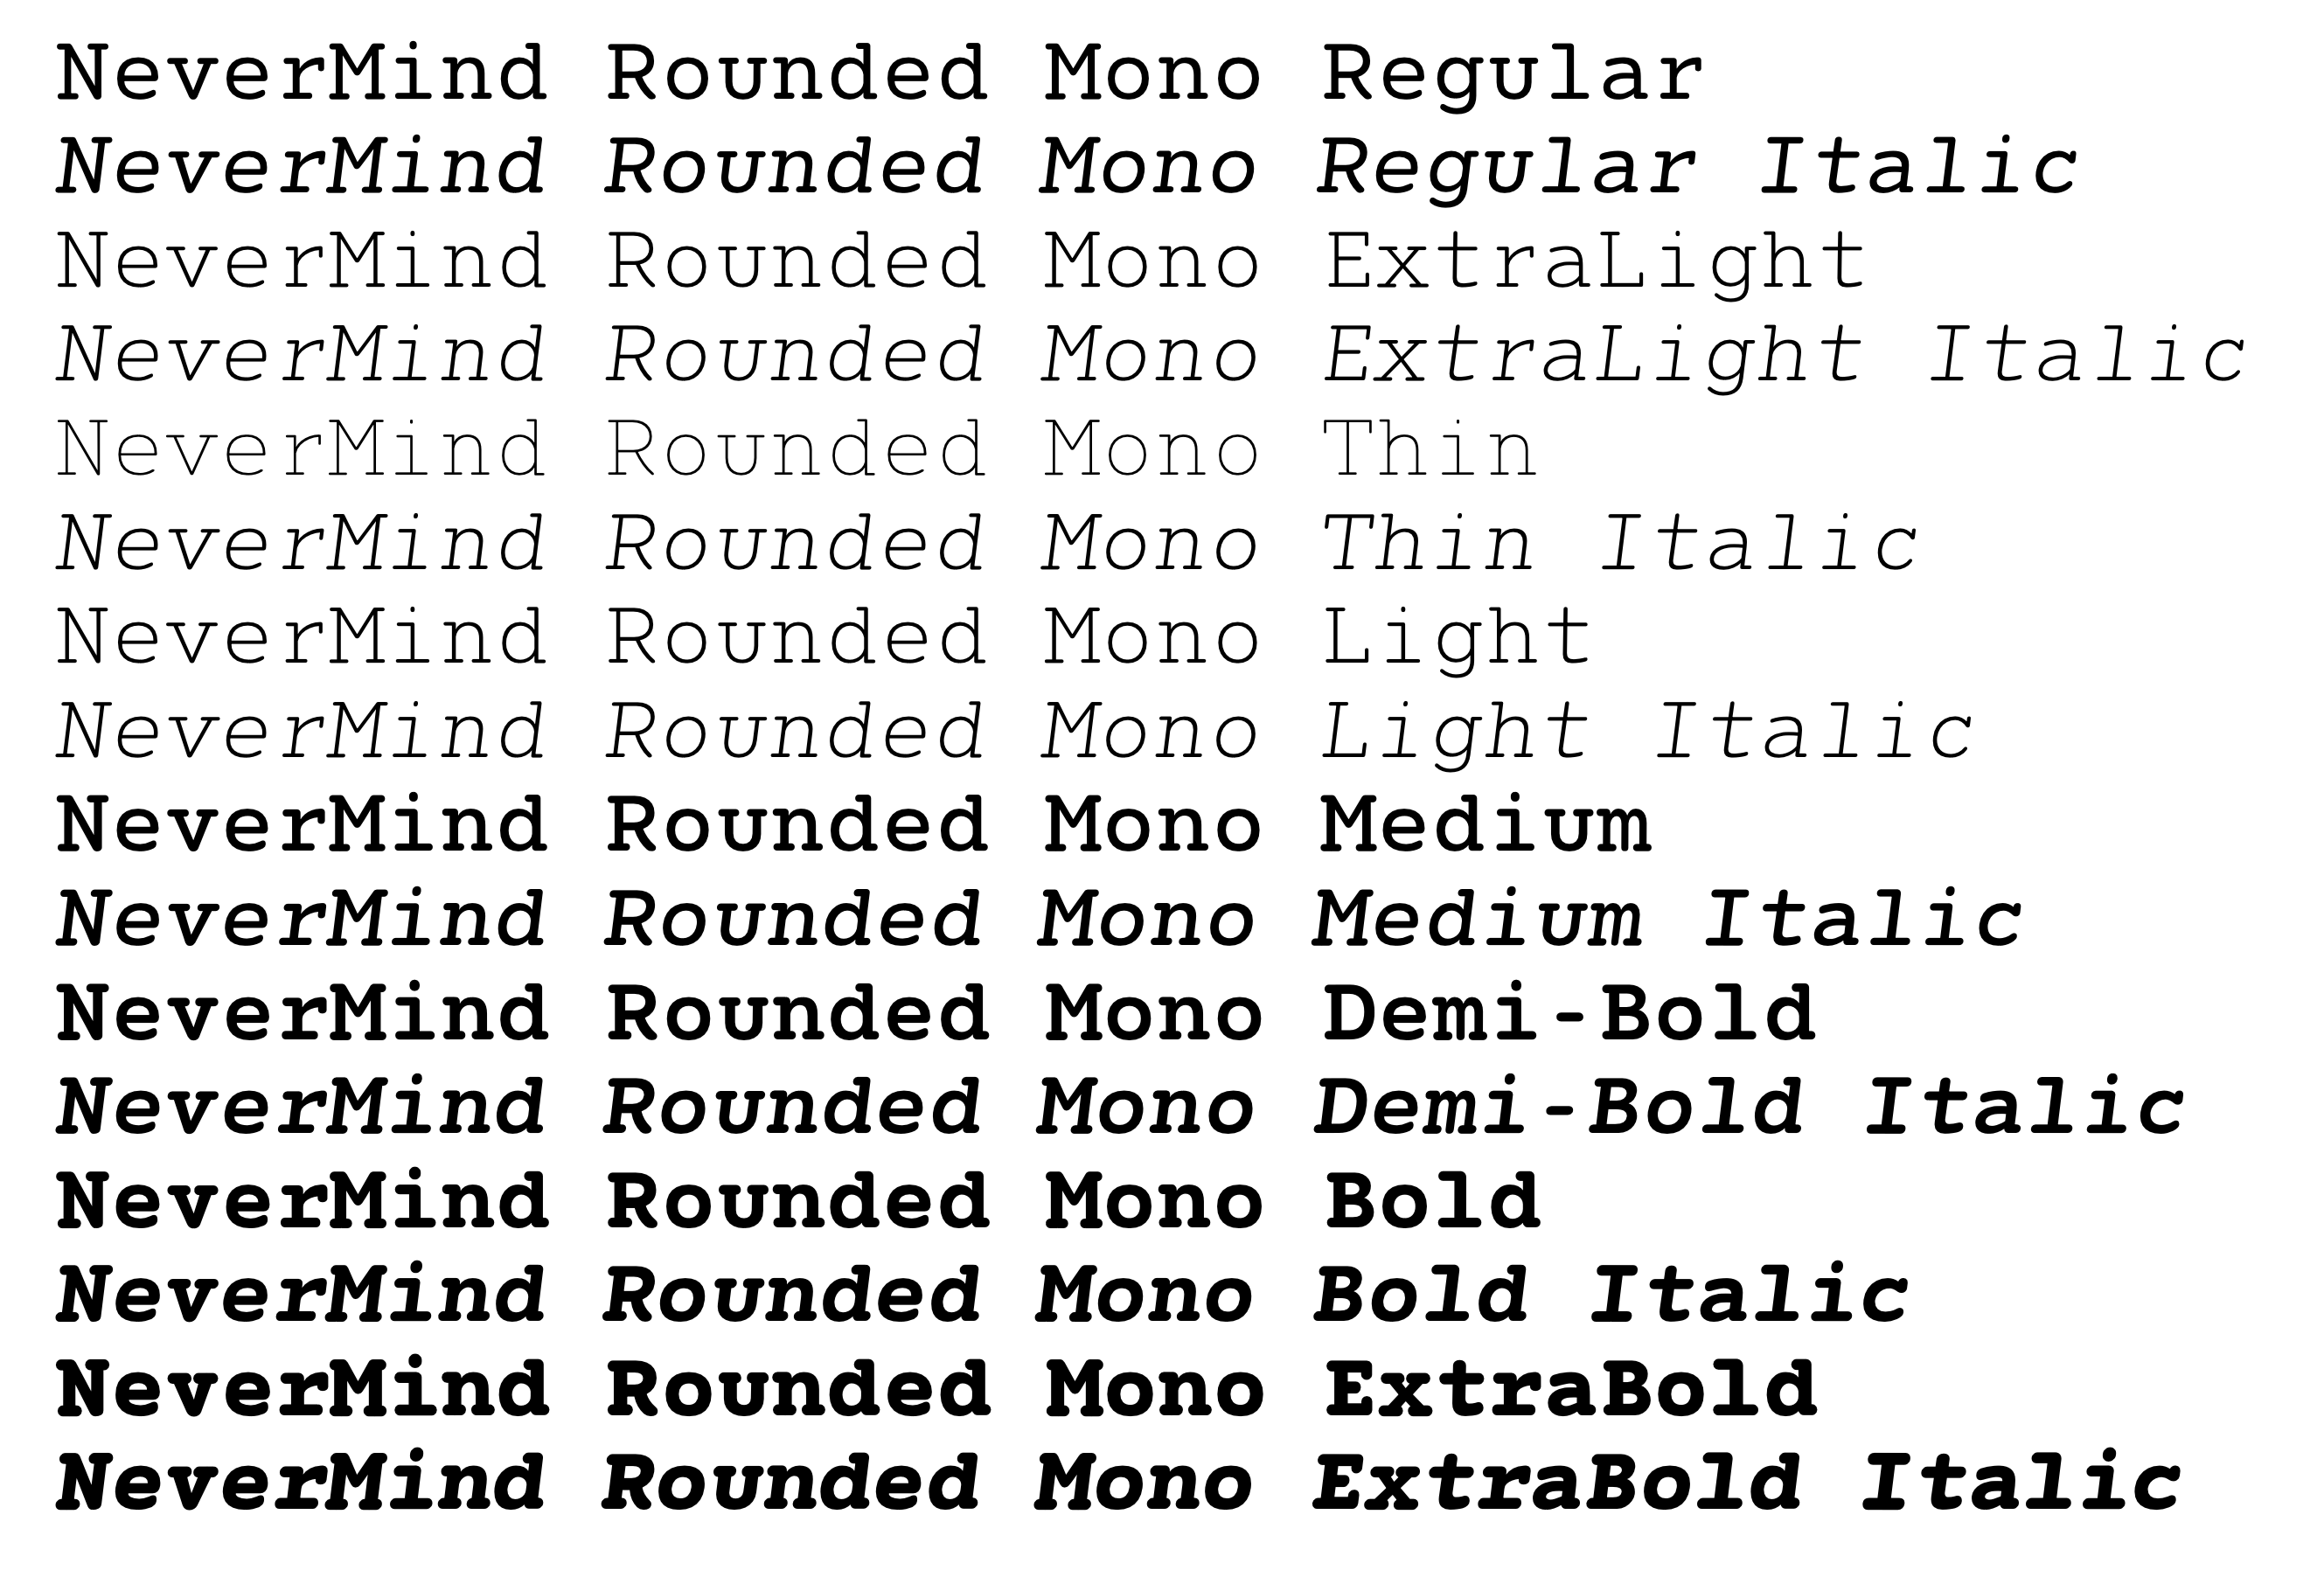 NeverMind Rounded Mono Regular
NeverMind Rounded Mono Regular Italic
NeverMind Rounded Mono ExtraLight
NeverMind Rounded Mono ExtraLight Italic
NeverMind Rounded Mono Thin
NeverMind Rounded Mono Thin Italic
NeverMind Rounded Mono Light
NeverMind Rounded Mono Light Italic
NeverMind Rounded Mono Medium
NeverMind Rounded Mono Medium Italic
NeverMind Rounded Mono Demi-Bold
NeverMind Rounded Mono Demi-Bold Italic
NeverMind Rounded Mono Bold
NeverMind Rounded Mono Bold Italic
NeverMind Rounded Mono ExtraBold
NeverMind Rounded Mono ExtraBold Italic